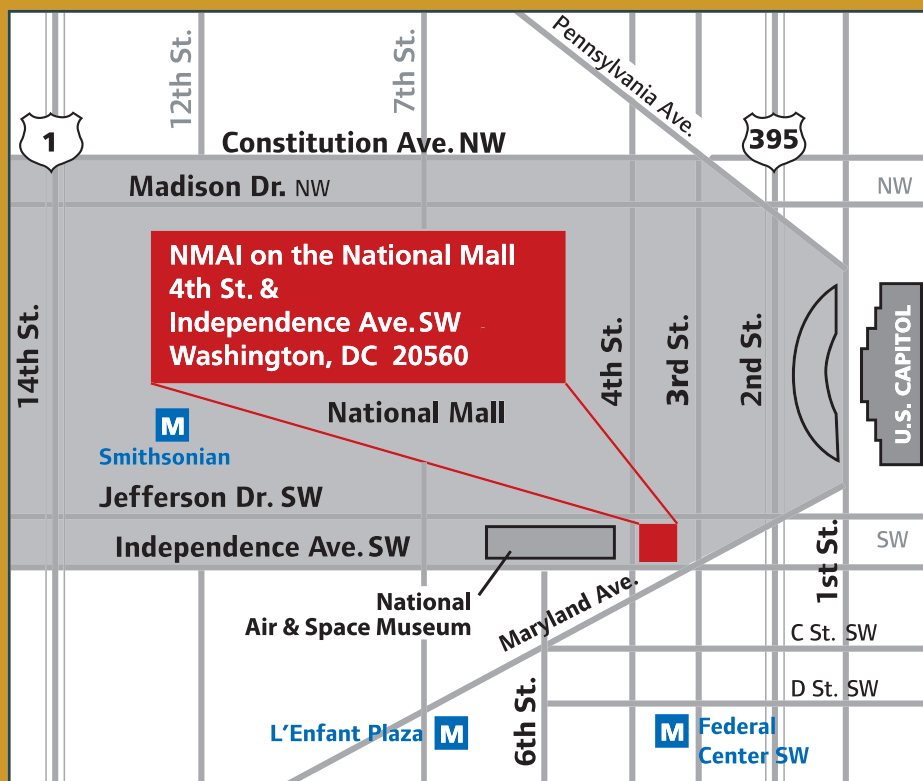 12th St.
7th St.
Pennsylvania Ave.
1
395
Constitution Ave. NW
Madison Dr. NW
NW
NMAI on the National Mall
4th St. &
Independence Ave. SW
Washington, DC 20560
14th St.
4th St.
3rd St.
2nd St.
U.S. CAPITOL
National Mall
M
Smithsonian
Jefferson Dr. SW
Independence Ave. SW
1st St.
SW
National
Air & Space Museum
Maryland Ave.
C St. SW
D St. SW
6th St.
L'Enfant Plaza M
M Federal
Center SW